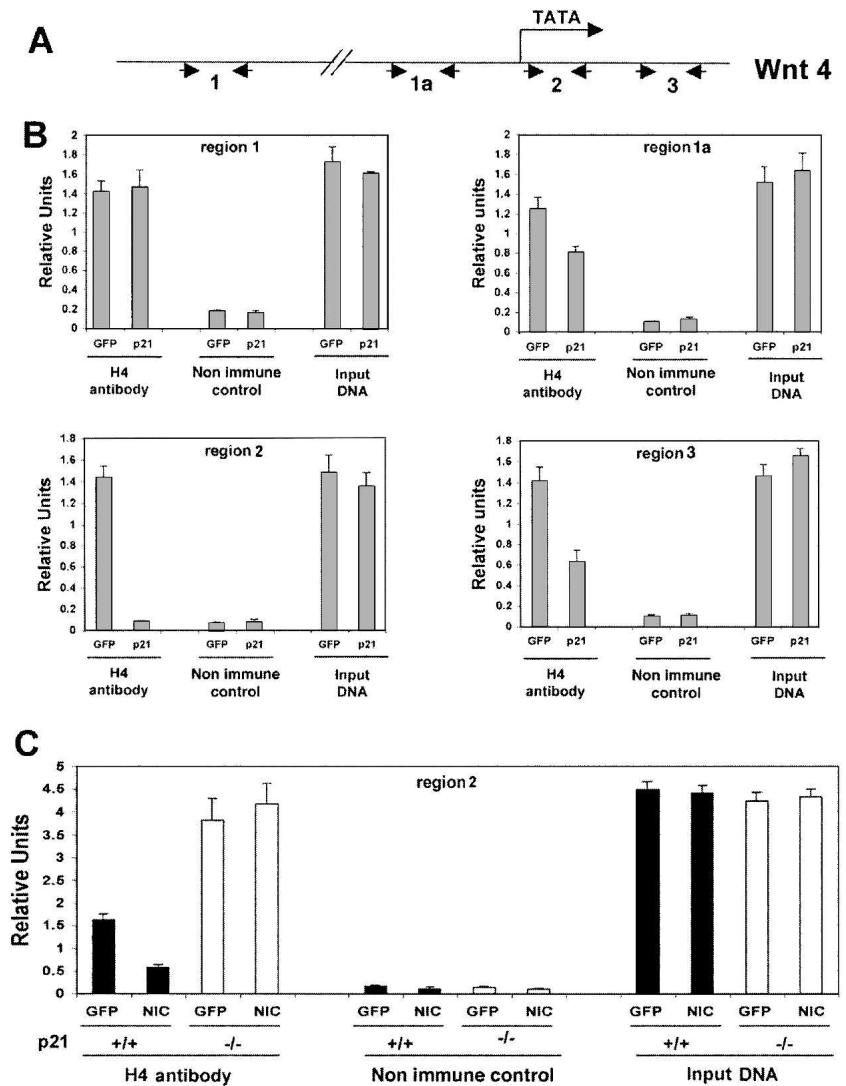 A
TATA
1
1a
2
3
Wnt 4
B
region 1
Relative Units
2
1.8
1.6
1.4
1.2
1
0.8
0.6
0.4
0.2
0
GFP p21 GFP p21 GFP p21
H4 antibody
Non immune control
Input DNA
region 1a
Relative units
2
1.8
1.6
1.4
1.2
1
0.8
0.6
0.4
0.2
0
GFP p21 GFP p21 GFP p21
H4 antibody
Non immune control
Input DNA
region 2
Relative Units
1.8
1.6
1.4
1.2
1
0.8
0.6
0.4
0.2
0
GFP p21 GFP p21 GFP p21
H4 antibody
Non immune control
Input DNA
region 3
Relative Units
1.8
1.6
1.4
1.2
1
0.8
0.6
0.4
0.2
0
GFP p21 GFP p21 GFP p21
H4 antibody
Non immune control
Input DNA
C
region 2
Relative Units
5
4.5
4
3.5
3
2.5
2
1.5
1
0.5
0
GFP NIC GFP NIC GFP NIC GFP NIC GFP NIC GFP NIC
p21 +/+ -/- +/+ -/- +/+ -/-
H4 antibody Non immune control Input DNA